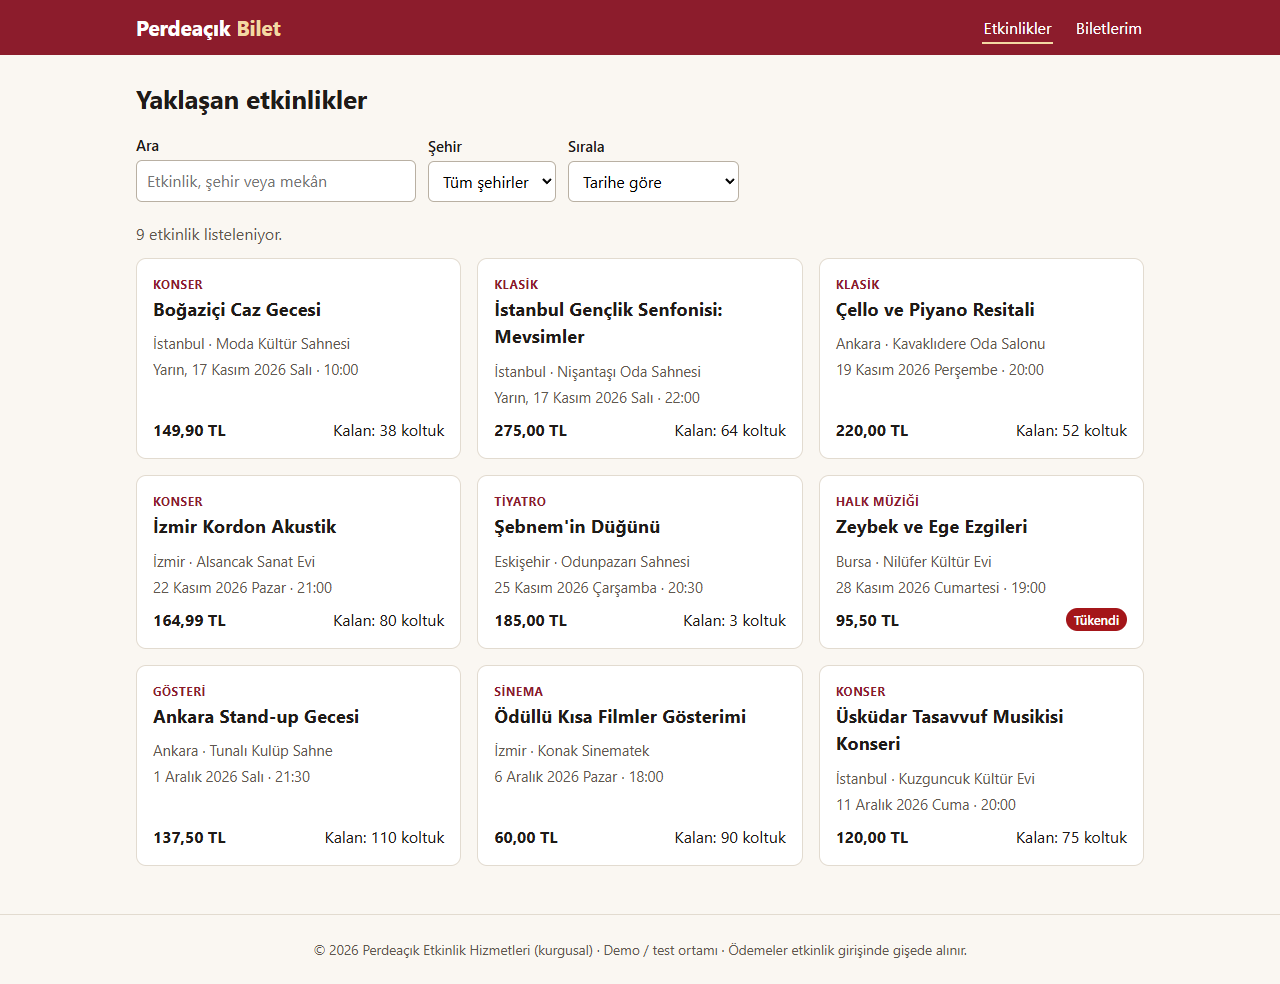 Perdeaçık Bilet
Etkinlikler
Biletlerim
Yaklaşan etkinlikler
Ara
Şehir
Sırala
Etkinlik, şehir veya mekân
Tüm şehirler
Tarihe göre
9 etkinlik listeleniyor.
KONSER
Boğaziçi Caz Gecesi
İstanbul · Moda Kültür Sahnesi
Yarın, 17 Kasım 2026 Salı · 10:00
149,90 TL
Kalan: 38 koltuk
KLASİK
İstanbul Gençlik Senfonisi:
Mevsimler
İstanbul · Nişantaşı Oda Sahnesi
Yarın, 17 Kasım 2026 Salı · 22:00
275,00 TL
Kalan: 64 koltuk
KLASİK
Çello ve Piyano Resitali
Ankara · Kavaklıdere Oda Salonu
19 Kasım 2026 Perşembe · 20:00
220,00 TL
Kalan: 52 koltuk
KONSER
İzmir Kordon Akustik
İzmir · Alsancak Sanat Evi
22 Kasım 2026 Pazar · 21:00
164,99 TL
Kalan: 80 koltuk
TİYATRO
Şebnem'in Düğünü
Eskişehir · Odunpazarı Sahnesi
25 Kasım 2026 Çarşamba · 20:30
185,00 TL
Kalan: 3 koltuk
HALK MÜZİĞİ
Zeybek ve Ege Ezgileri
Bursa · Nilüfer Kültür Evi
28 Kasım 2026 Cumartesi · 19:00
95,50 TL
Tükendi
GÖSTERİ
Ankara Stand-up Gecesi
Ankara · Tunalı Kulüp Sahne
1 Aralık 2026 Salı · 21:30
137,50 TL
Kalan: 110 koltuk
SİNEMA
Ödüllü Kısa Filmler Gösterimi
İzmir · Konak Sinematek
6 Aralık 2026 Pazar · 18:00
60,00 TL
Kalan: 90 koltuk
KONSER
Üsküdar Tasavvuf Musikisi
Konseri
İstanbul · Kuzguncuk Kültür Evi
11 Aralık 2026 Cuma · 20:00
120,00 TL
Kalan: 75 koltuk
© 2026 Perdeaçık Etkinlik Hizmetleri (kurgusal) · Demo / test ortamı · Ödemeler etkinlik girişinde gişede alınır.